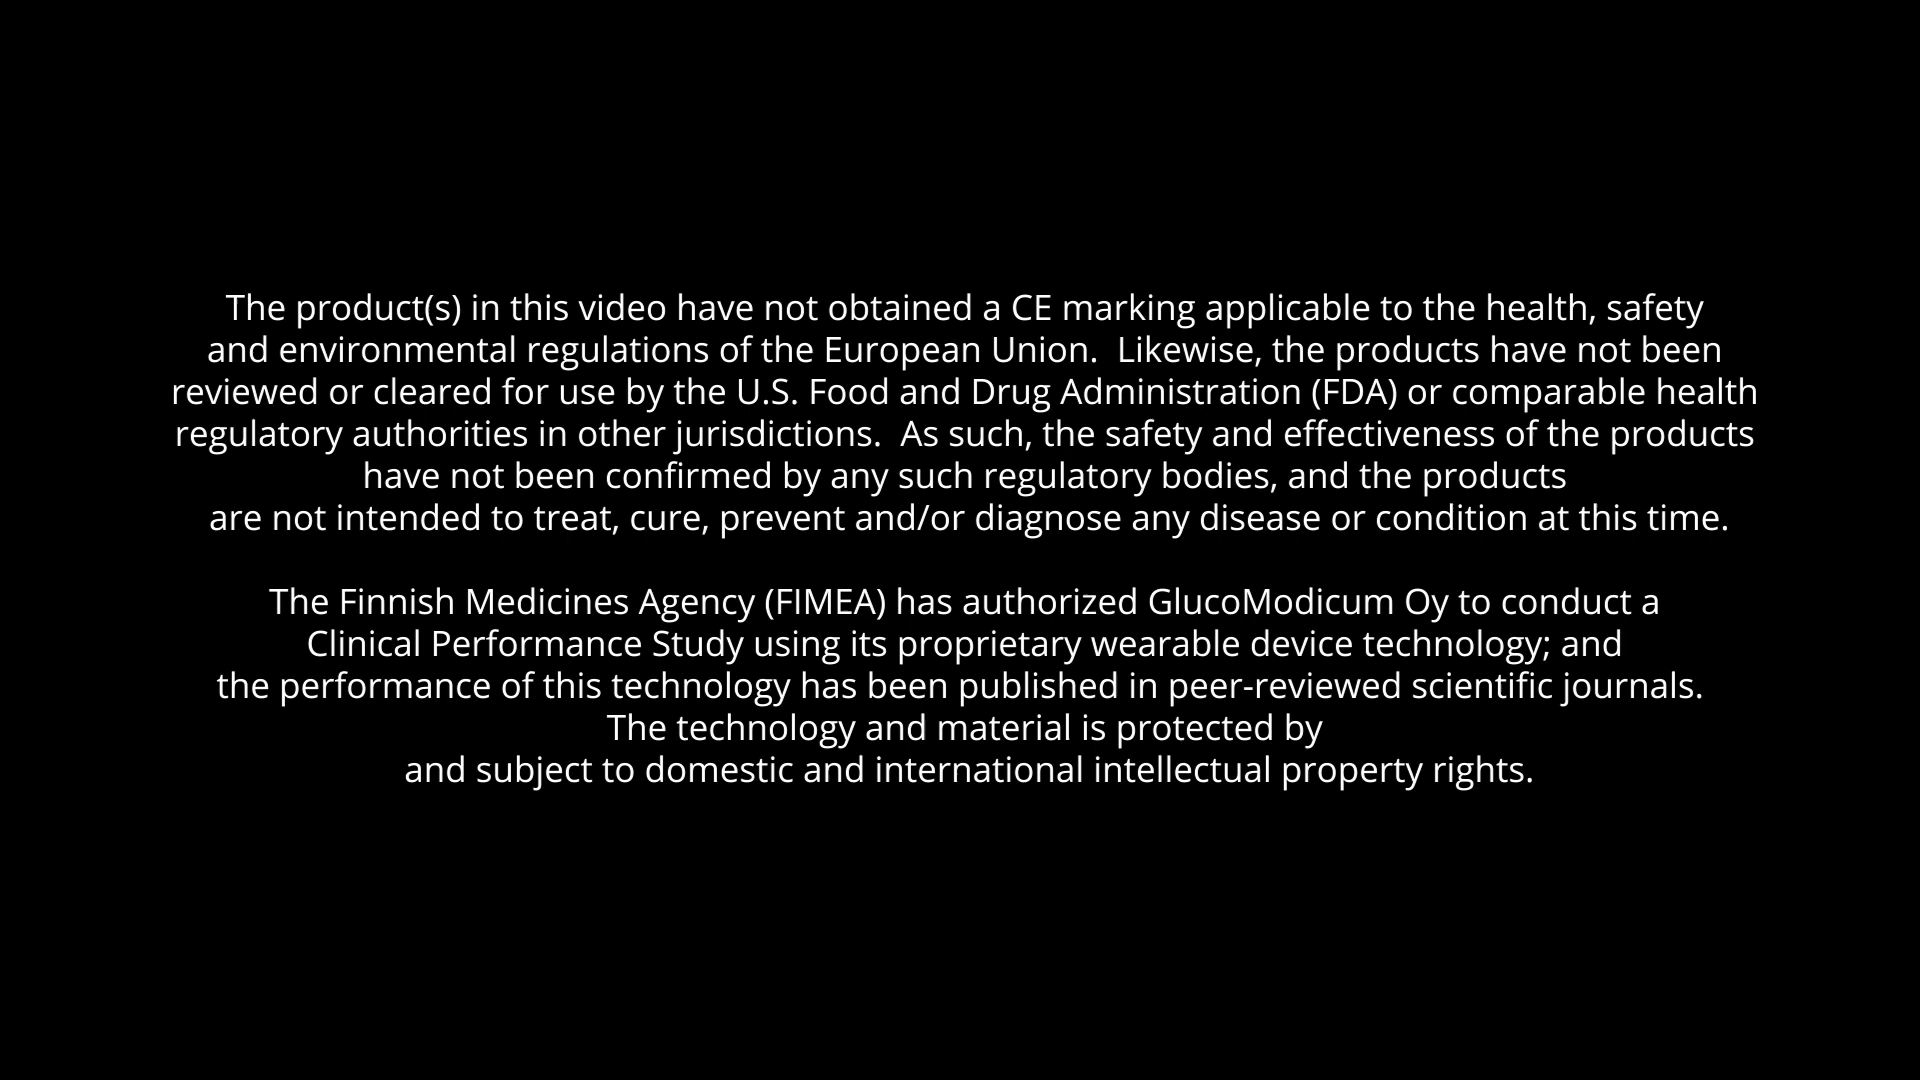 The product(s) in this video have not obtained a CE marking applicable to the health, safety
and environmental regulations of the European Union.  Likewise, the products have not been
reviewed or cleared for use by the U.S. Food and Drug Administration (FDA) or comparable health
regulatory authorities in other jurisdictions.  As such, the safety and effectiveness of the products
have not been confirmed by any such regulatory bodies, and the products
are not intended to treat, cure, prevent and/or diagnose any disease or condition at this time.

The Finnish Medicines Agency (FIMEA) has authorized GlucoModicum Oy to conduct a
Clinical Performance Study using its proprietary wearable device technology; and
the performance of this technology has been published in peer-reviewed scientific journals.
The technology and material is protected by
and subject to domestic and international intellectual property rights.